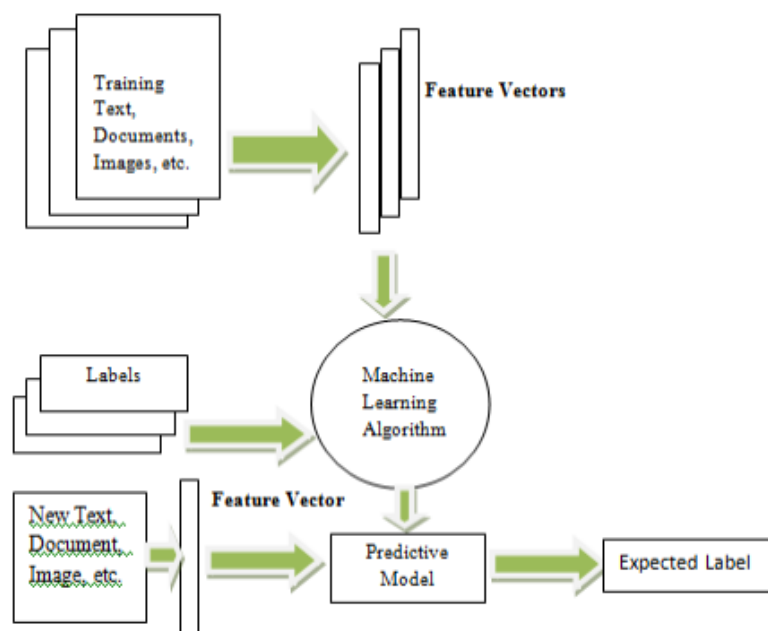 Training
Text,
Documents,
Images, etc.
Feature Vectors
Labels
Machine
Learning
Algorithm
New Text,
Document,
Image, etc.
Feature Vector
Predictive
Model
Expected Label